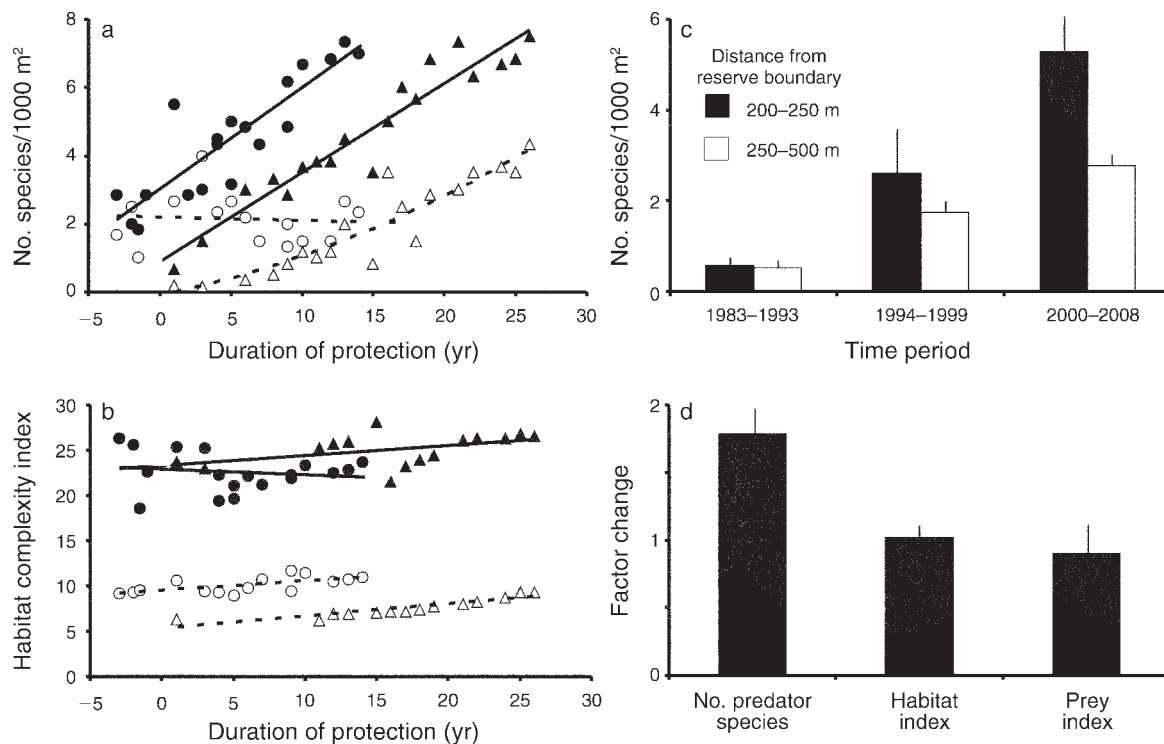 a
No. species/1000 m²
8
6
4
2
0
−5
0
5
10
15
20
25
30
Duration of protection (yr)
c
No. species/1000 m²
6
4
2
0
Distance from
reserve boundary
200–250 m
250–500 m
1983–1993
1994–1999
2000–2008
Time period
b
Habitat complexity index
30
25
20
15
10
5
0
−5
0
5
10
15
20
25
30
Duration of protection (yr)
d
Factor change
2
1
0
No. predator
species
Habitat
index
Prey
index